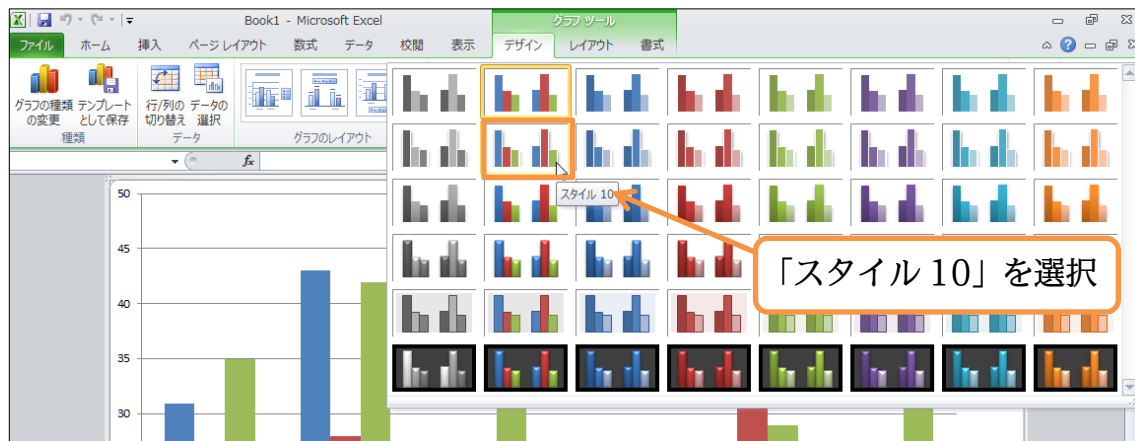 Book1 - Microsoft Excel
グラフ ツール
ファイル ホーム 挿入 ページ レイアウト 数式 データ 校閲 表示 デザイン レイアウト 書式
グラフの種類の変更
テンプレートとして保存
行/列の切り替え
データの選択
種類
データ
グラフのレイアウト
fx
スタイル 10
「スタイル 10」を選択
50
45
40
35
30